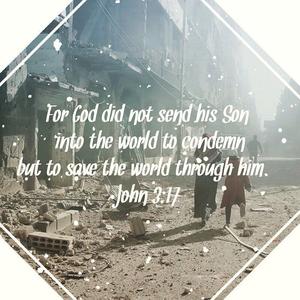 For God did not send his Son
into the world to condemn
but to save the world through him.
John 3:17